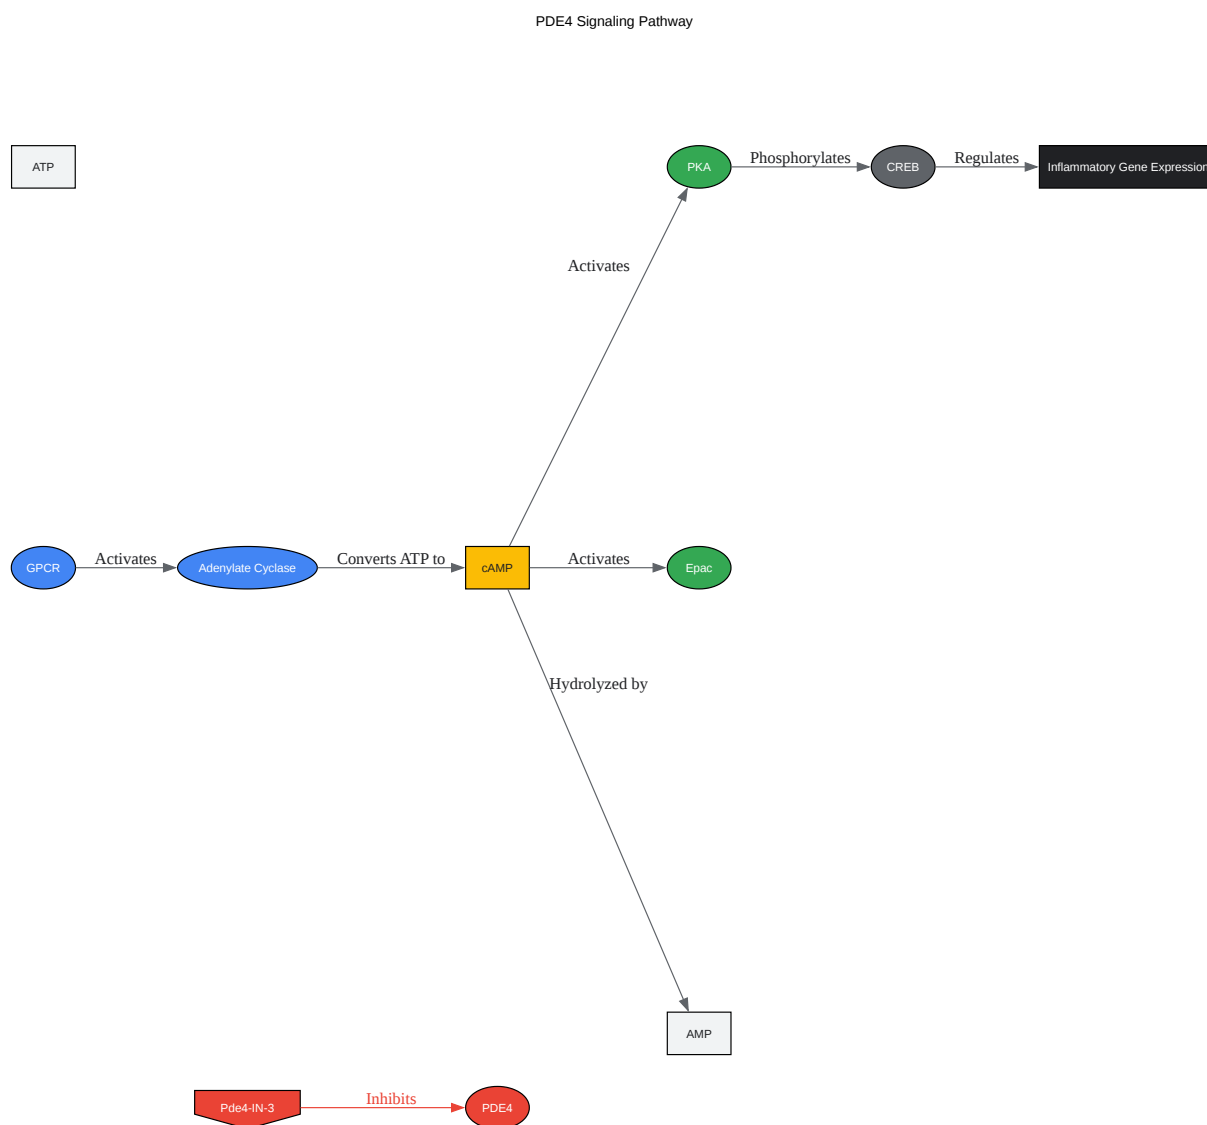 PDE4 Signaling Pathway
ATP
PKA
Phosphorylates
CREB
Regulates
Inflammatory Gene Expression
Activates
GPCR
Activates
Adenylate Cyclase
Converts ATP to
cAMP
Activates
Epac
Hydrolyzed by
AMP
Pde4-IN-3
Inhibits
PDE4